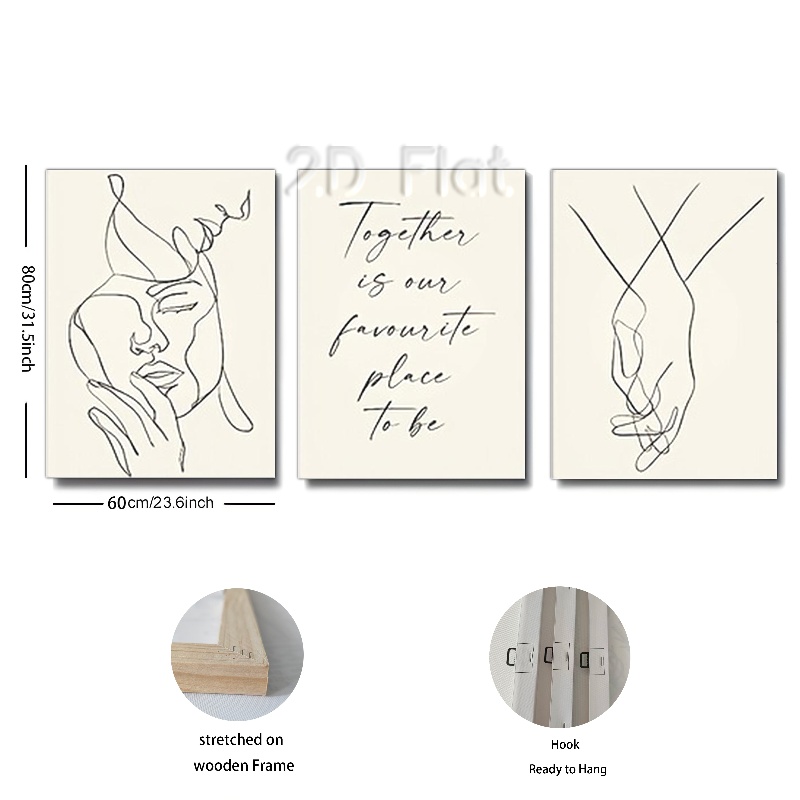 2D Flat
Together
is our
favourite
place
to be
80cm/31.5inch
60cm/23.6inch
stretched on
wooden Frame
Hook
Ready to Hang